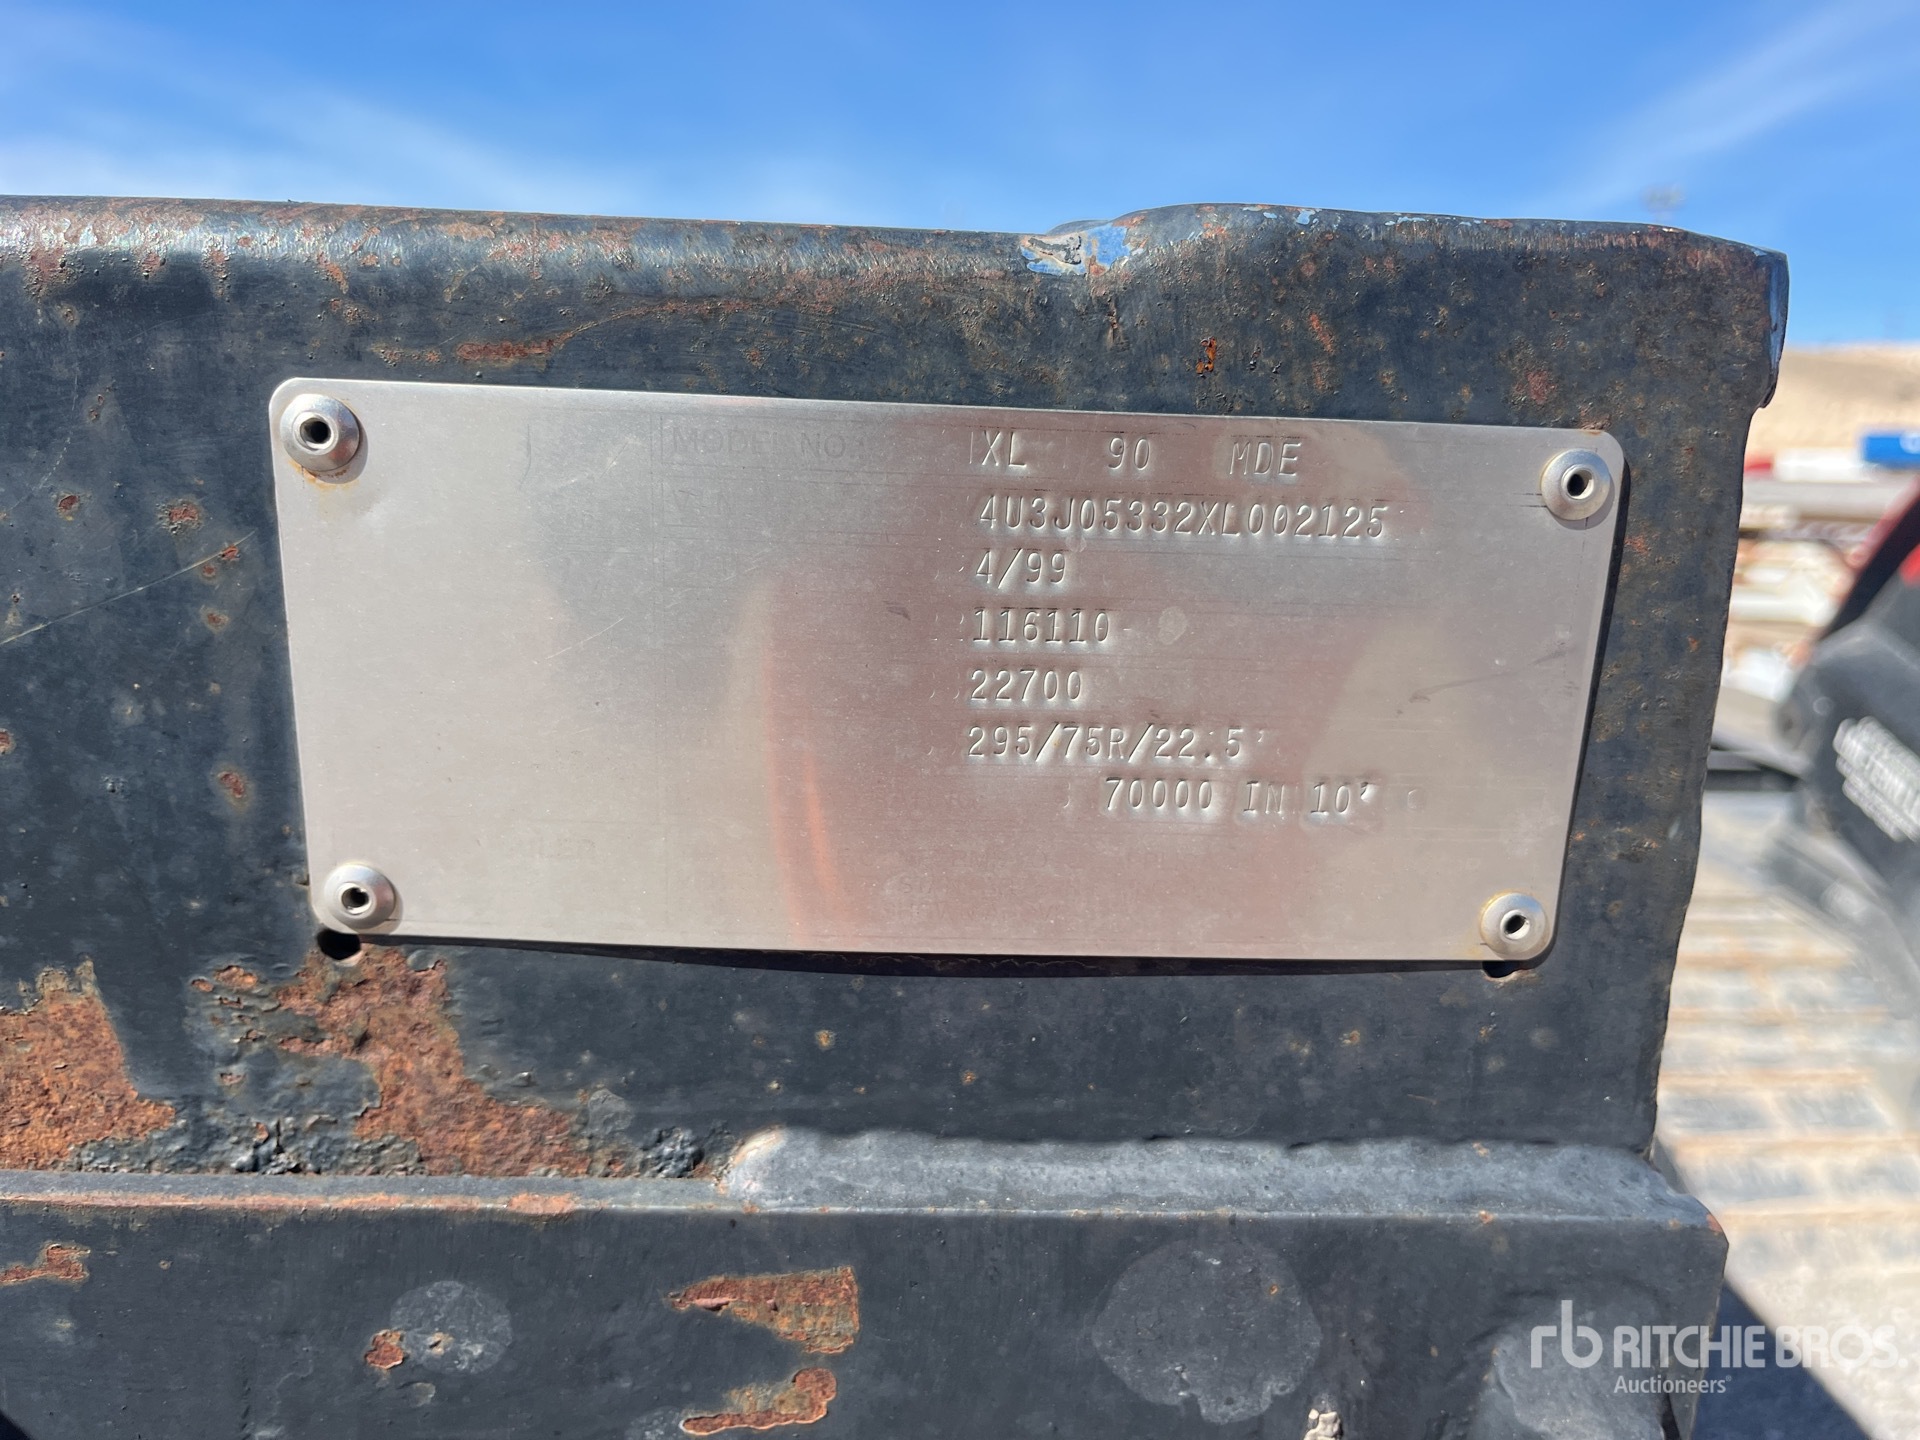 MODEL NO. XL 90 MDE
4U3J05332XL002125
4/99
116110
22700
295/75R/22.5
70000 IN 10'
rb RITCHIE BROS.
Auctioneers